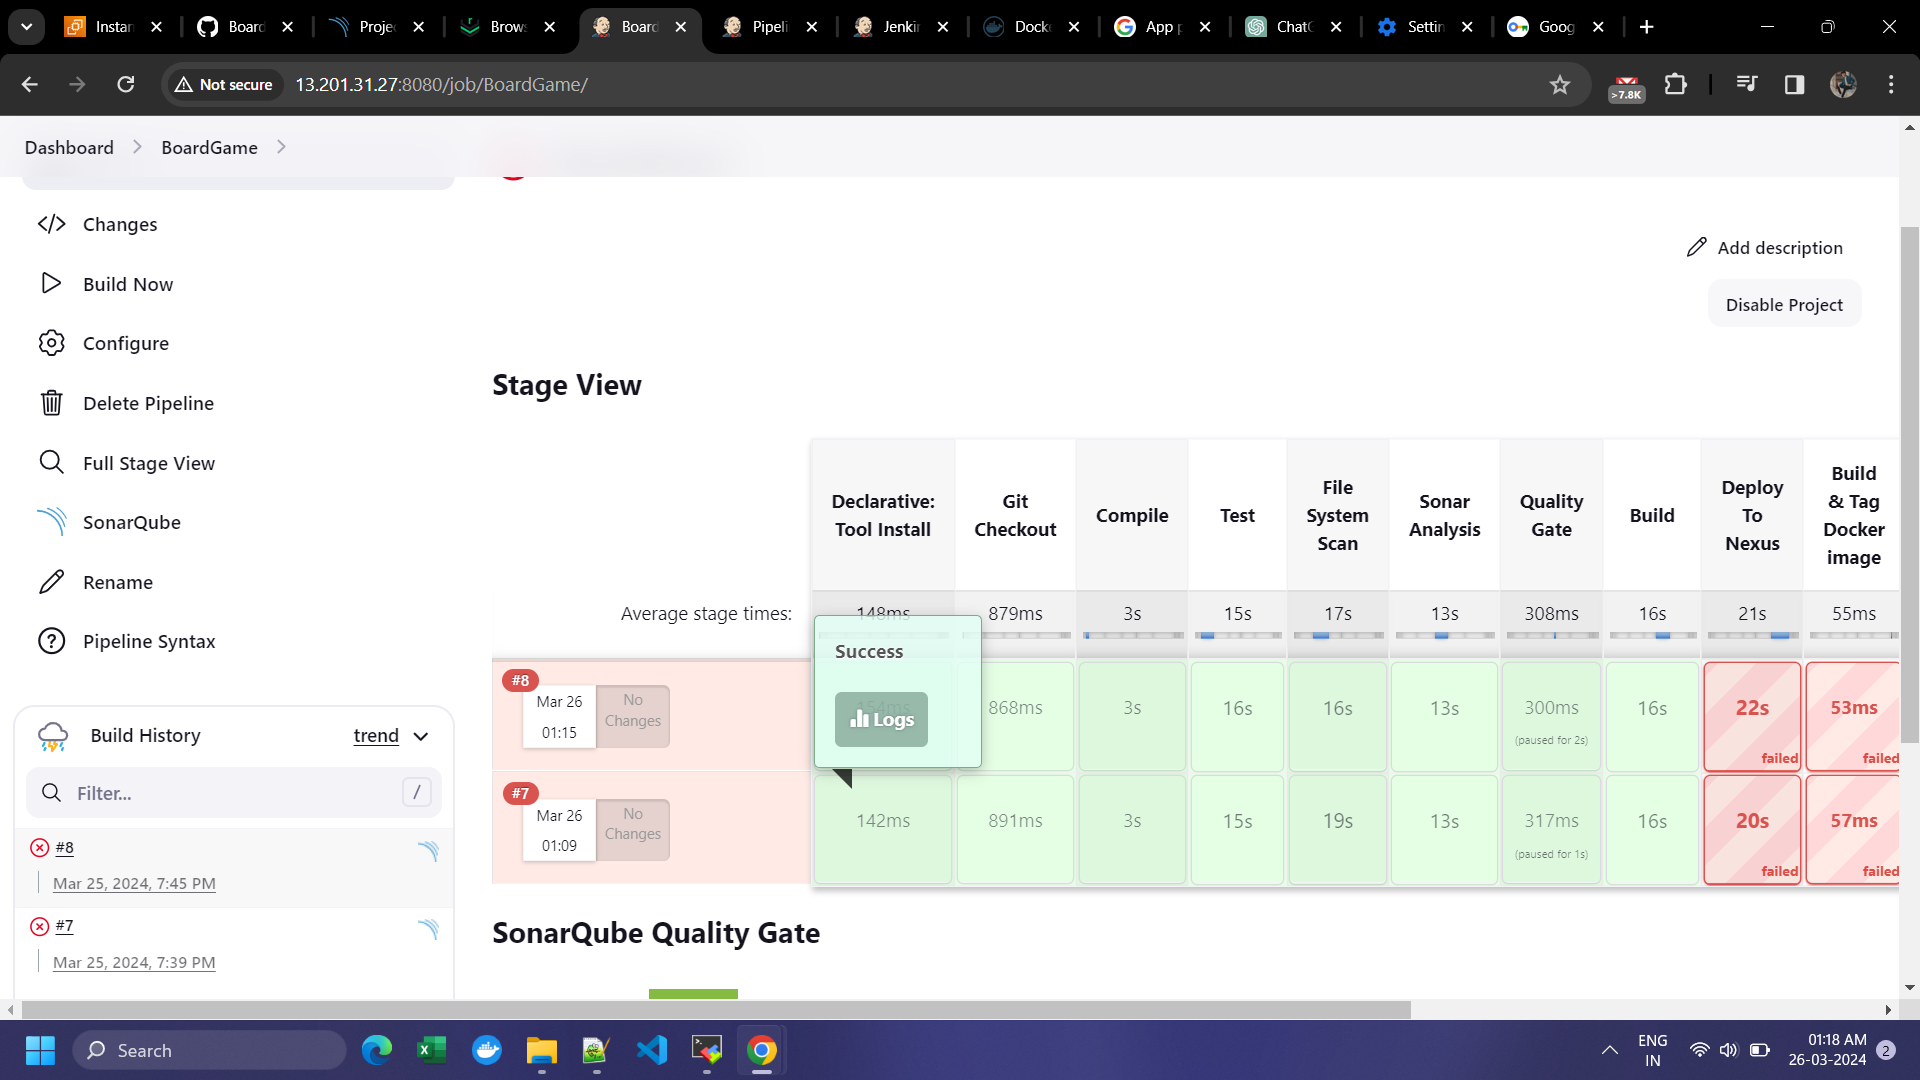 Instan
Board
Projec
Brows
Board
Pipelin
Jenkin
Docke
App p
ChatG
Settin
Goog
Not secure
13.201.31.27:8080/job/BoardGame/
>7.8K
Dashboard
BoardGame
Changes
Build Now
Configure
Delete Pipeline
Full Stage View
SonarQube
Rename
Pipeline Syntax
Build History
trend
Filter...
/
#8
Mar 25, 2024, 7:45 PM
#7
Mar 25, 2024, 7:39 PM
Add description
Disable Project
Stage View
Declarative:
Tool Install
Git
Checkout
Compile
Test
File
System
Scan
Sonar
Analysis
Quality
Gate
Build
Deploy
To
Nexus
Build
& Tag
Docker
image
Average stage times:
148ms
879ms
3s
15s
17s
13s
308ms
16s
21s
55ms
#8
Mar 26
01:15
No
Changes
Success
154ms
Logs
868ms
3s
16s
16s
13s
300ms
(paused for 2s)
16s
22s
failed
53ms
failed
#7
Mar 26
01:09
No
Changes
142ms
891ms
3s
15s
19s
13s
317ms
(paused for 1s)
16s
20s
failed
57ms
failed
SonarQube Quality Gate
Search
ENG
IN
01:18 AM
26-03-2024
2